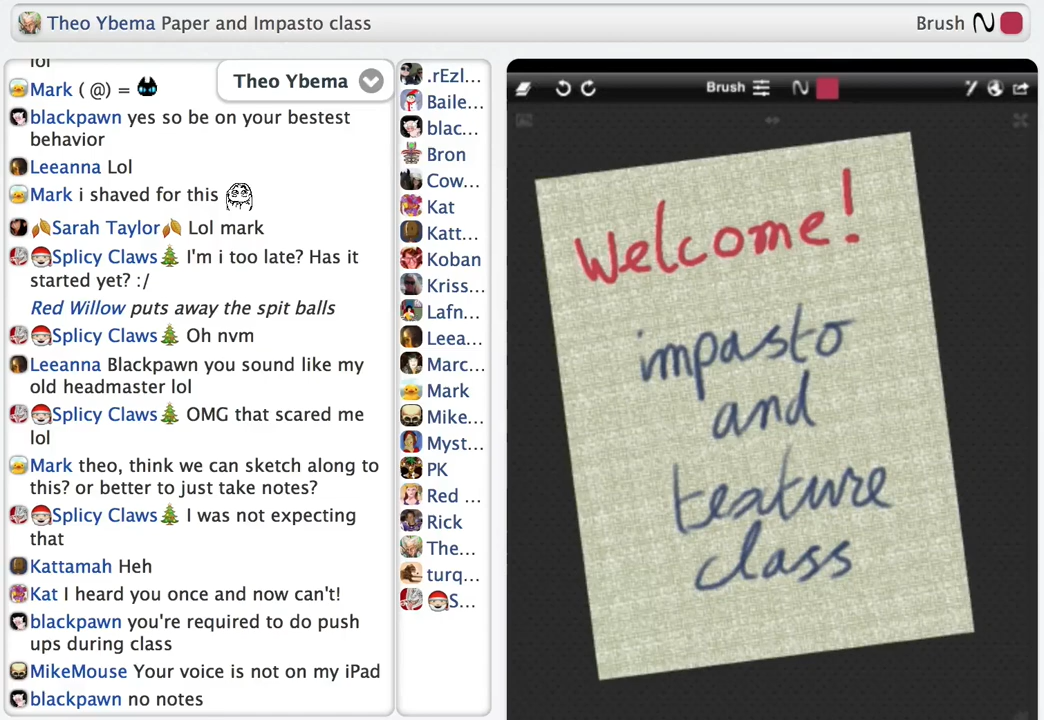 Theo Ybema Paper and Impasto class
Brush
lol
Theo Ybema
Mark ( @) =
blackpawn yes so be on your bestest
behavior
Leeanna Lol
Mark i shaved for this
Sarah Taylor Lol mark
Splicy Claws I'm i too late? Has it
started yet? :/
Red Willow puts away the spit balls
Splicy Claws Oh nvm
Leeanna Blackpawn you sound like my
old headmaster lol
Splicy Claws OMG that scared me
lol
Mark theo, think we can sketch along to
this? or better to just take notes?
Splicy Claws I was not expecting
that
Kattamah Heh
Kat I heard you once and now can't!
blackpawn you're required to do push
ups during class
MikeMouse Your voice is not on my iPad
blackpawn no notes
.rEzl...
Baile...
blac...
Bron
Cow...
Kat
Katt...
Koban
Kriss...
Lafn...
Leea...
Marc...
Mark
Mike...
Myst...
PK
Red ...
Rick
The...
turq...
S...
Brush
Welcome!
impasto
and
texture
class